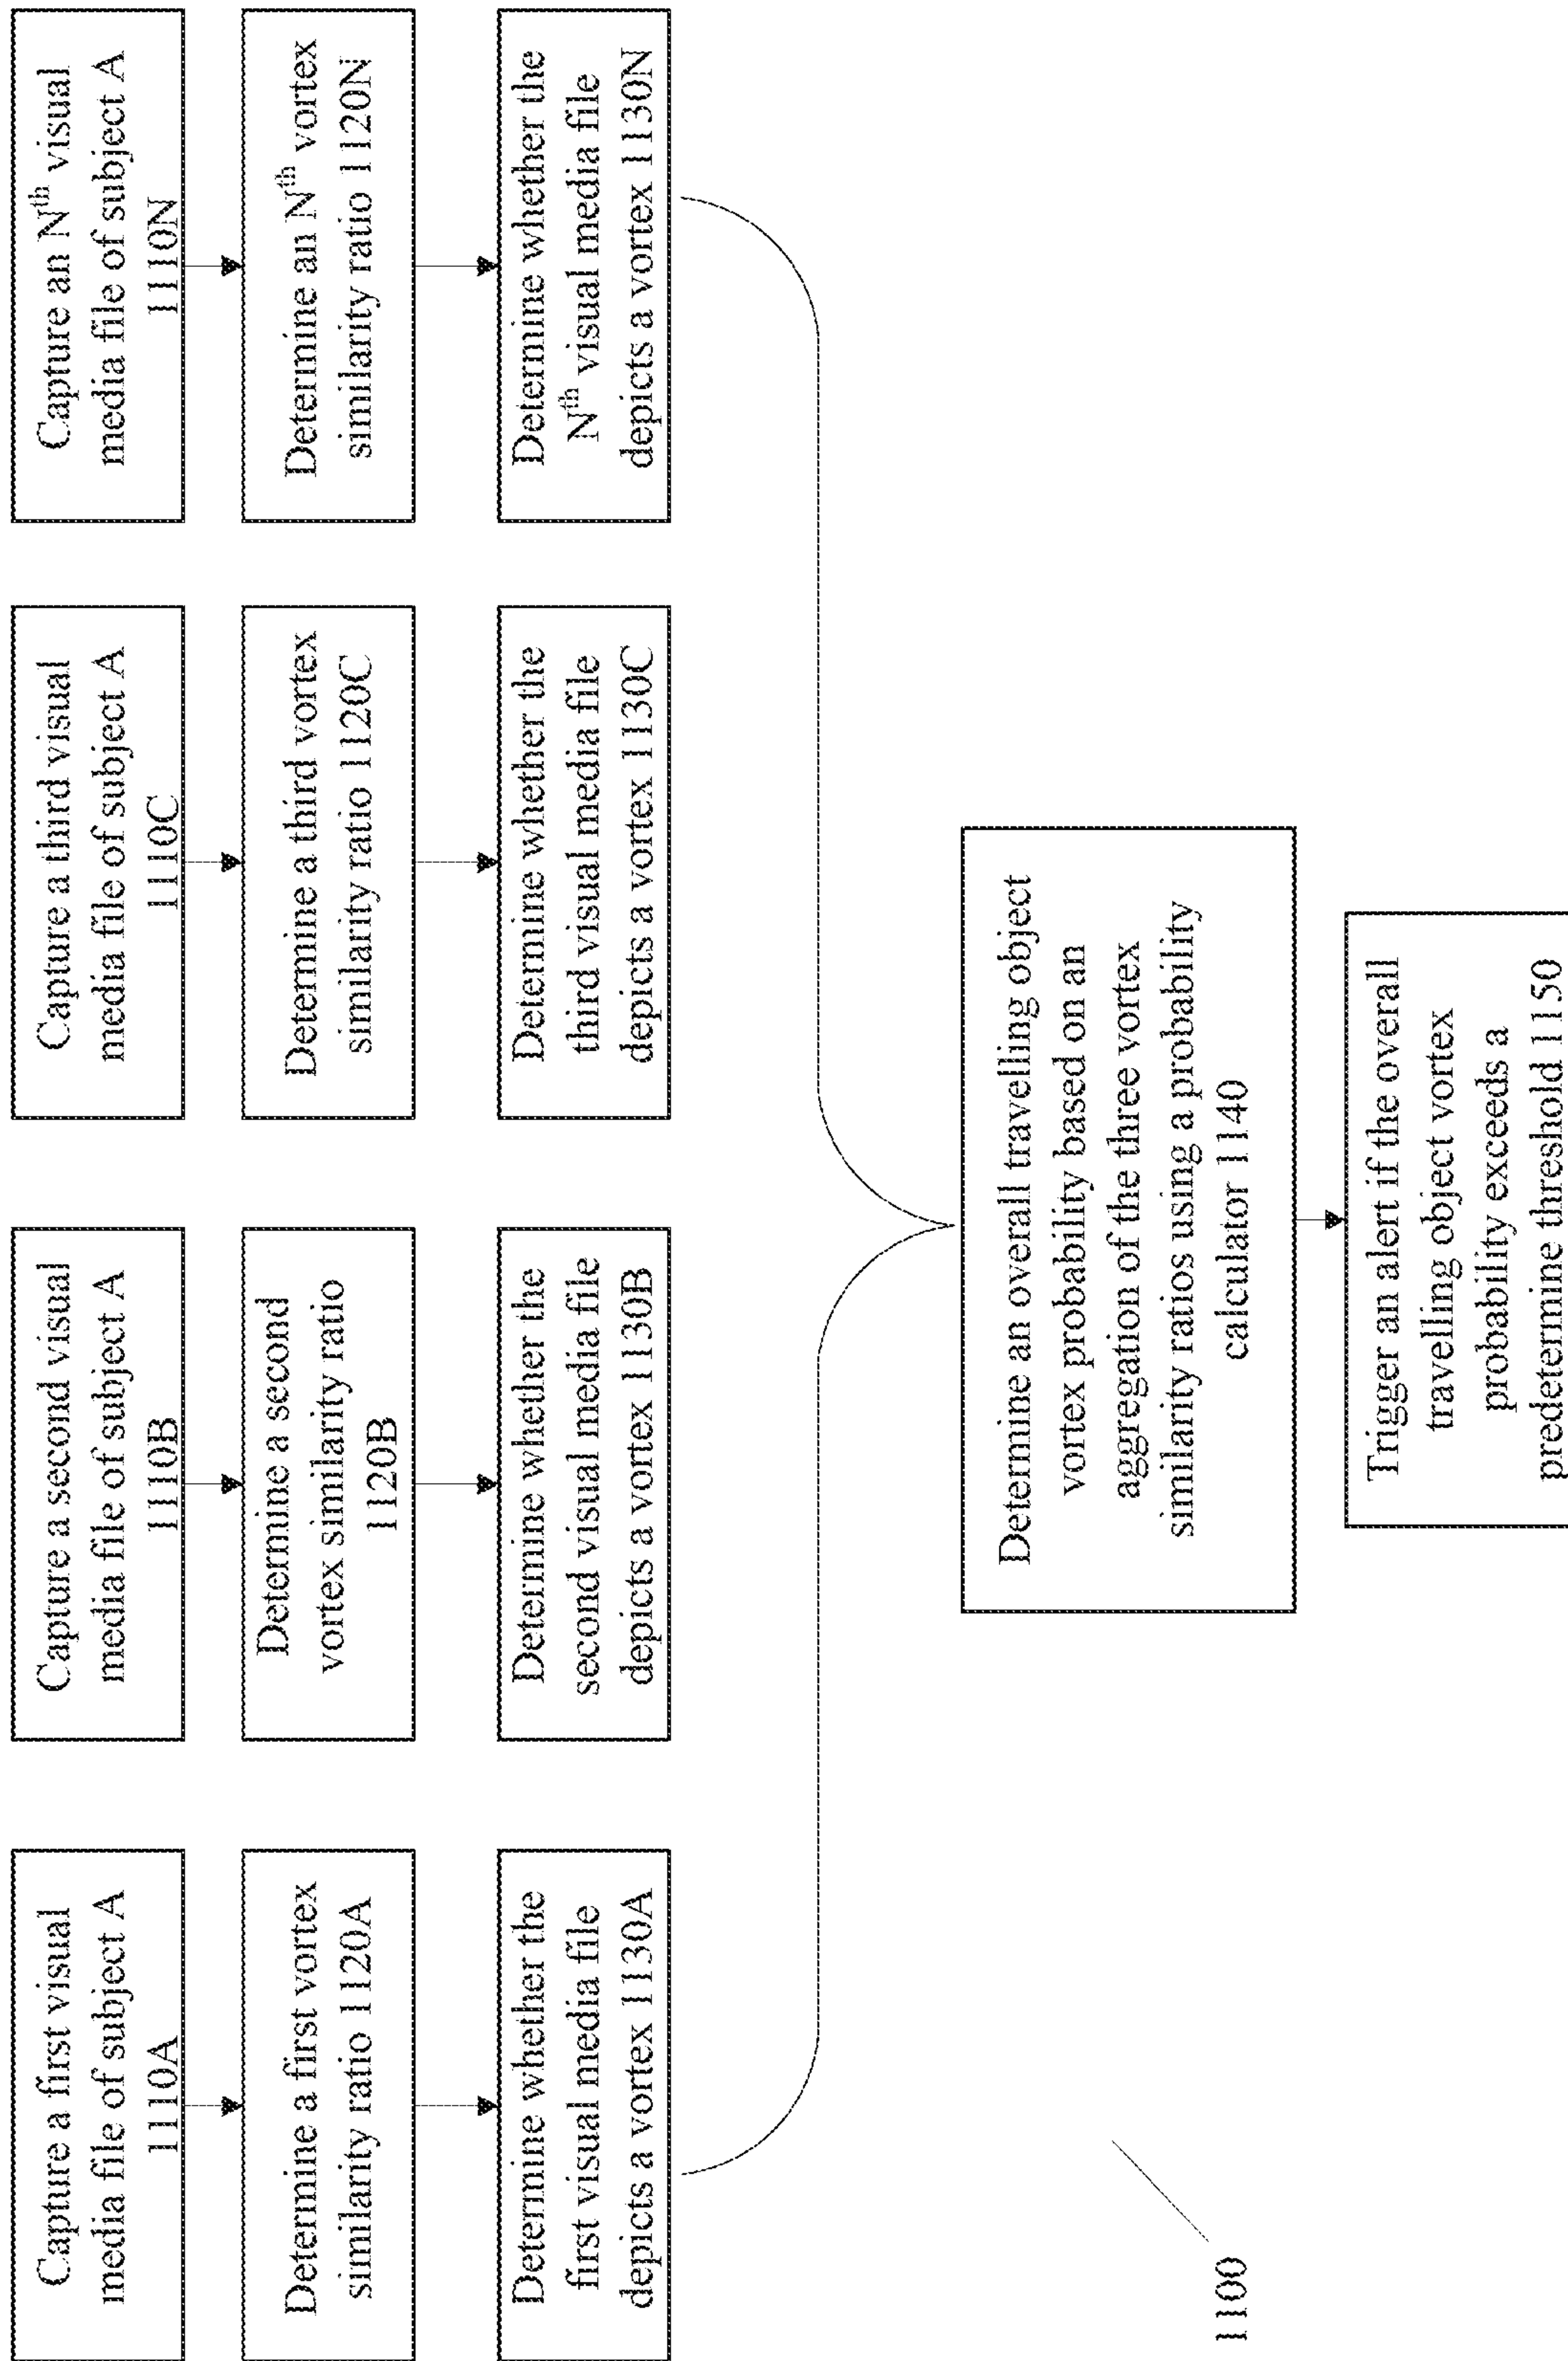 Capture a first visual
media file of subject A
1110A
Determine a first vortex
similarity ratio 1120A
Determine whether the
first visual media file
depicts a vortex 1130A
Capture a second visual
media file of subject A
1110B
Determine a second
vortex similarity ratio
1120B
Determine whether the
second visual media file
depicts a vortex 1130B
Capture a third visual
media file of subject A
1110C
Determine a third vortex
similarity ratio 1120C
Determine whether the
third visual media file
depicts a vortex 1130C
Capture an Nth visual
media file of subject A
1110N
Determine an Nth vortex
similarity ratio 1120N
Determine whether the
Nth visual media file
depicts a vortex 1130N
Determine an overall travelling object
vortex probability based on an
aggregation of the three vortex
similarity ratios using a probability
calculator 1140
Trigger an alert if the overall
travelling object vortex
probability exceeds a
predetermine threshold 1150
1100